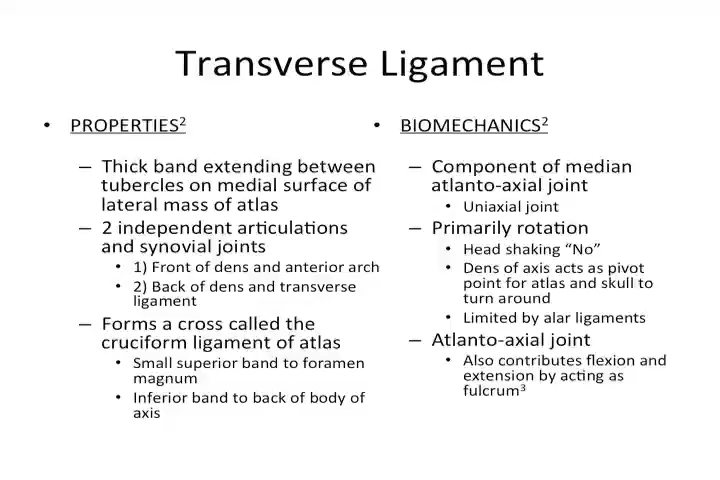 Transverse Ligament
• PROPERTIES²
– Thick band extending between
tubercles on medial surface of
lateral mass of atlas
– 2 independent articulations
and synovial joints
• 1) Front of dens and anterior arch
• 2) Back of dens and transverse
ligament
– Forms a cross called the
cruciform ligament of atlas
• Small superior band to foramen
magnum
• Inferior band to back of body of
axis
• BIOMECHANICS²
– Component of median
atlanto-axial joint
• Uniaxial joint
– Primarily rotation
• Head shaking “No”
• Dens of axis acts as pivot
point for atlas and skull to
turn around
• Limited by alar ligaments
– Atlanto-axial joint
• Also contributes flexion and
extension by acting as
fulcrum³